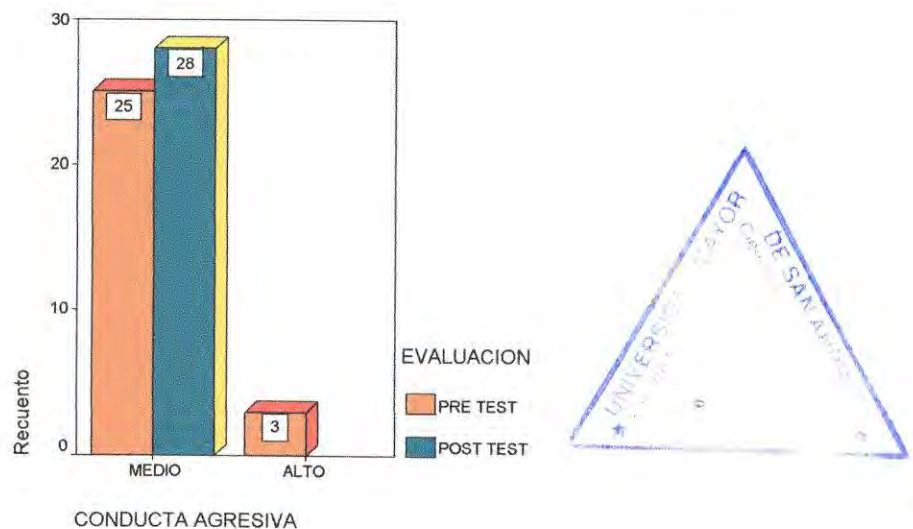 30
25
28
20
10
Recuento
0
3
MEDIO
ALTO
CONDUCTA AGRESIVA
EVALUACION
PRE TEST
POST TEST
UNIVERSIDAD MAYOR
DE SAN